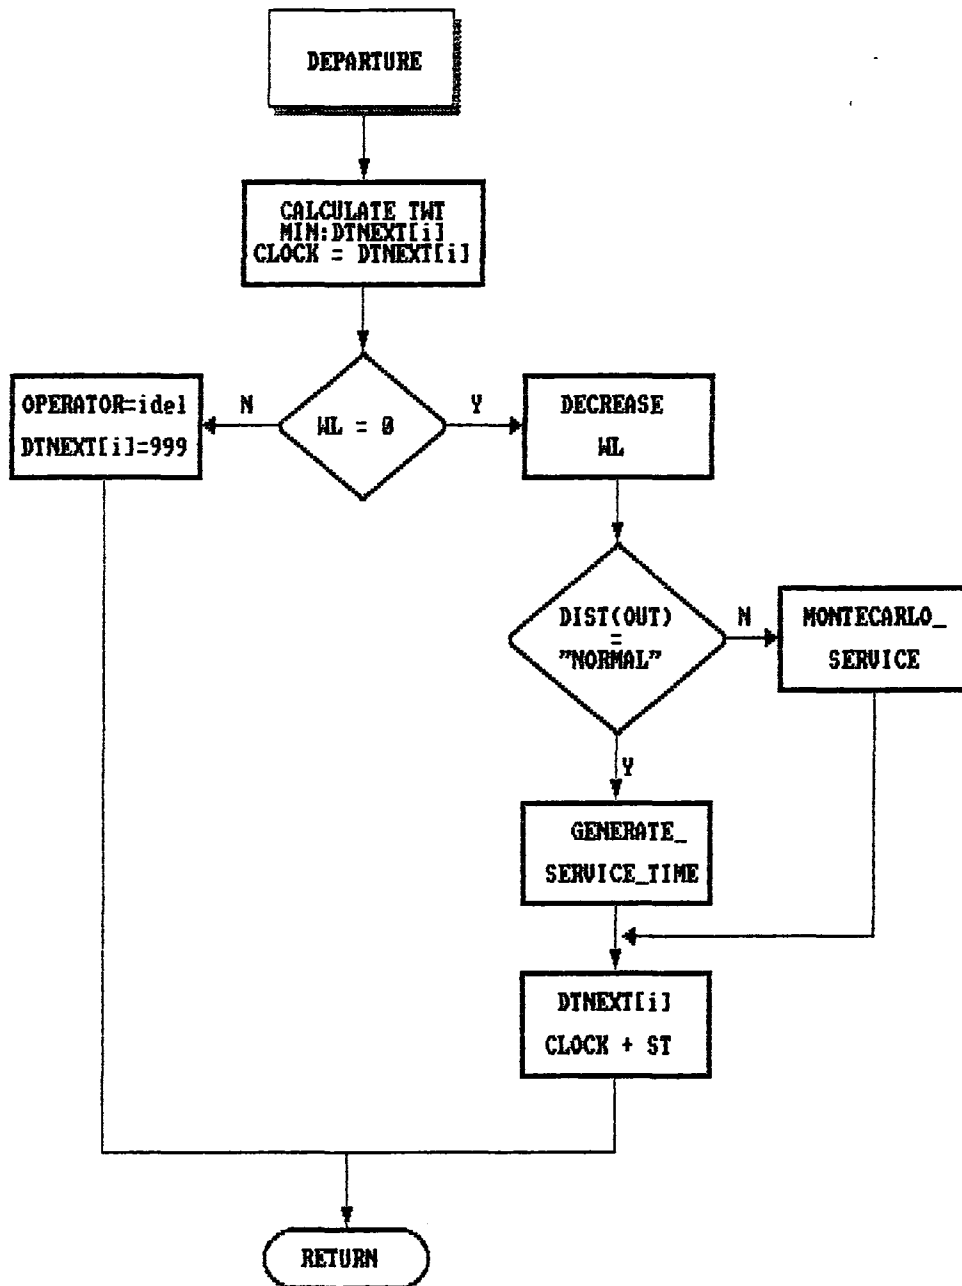 DEPARTURE
CALCULATE TWT
MIN:DTNEXT[i]
CLOCK = DTNEXT[i]
OPERATOR=idel
DTNEXT[i]=999
N
WL = 0
Y
DECREASE
WL
DIST(OUT)
=
"NORMAL"
N
MONTECARLO_
SERVICE
Y
GENERATE_
SERVICE_TIME
DTNEXT[i]
CLOCK + ST
RETURN